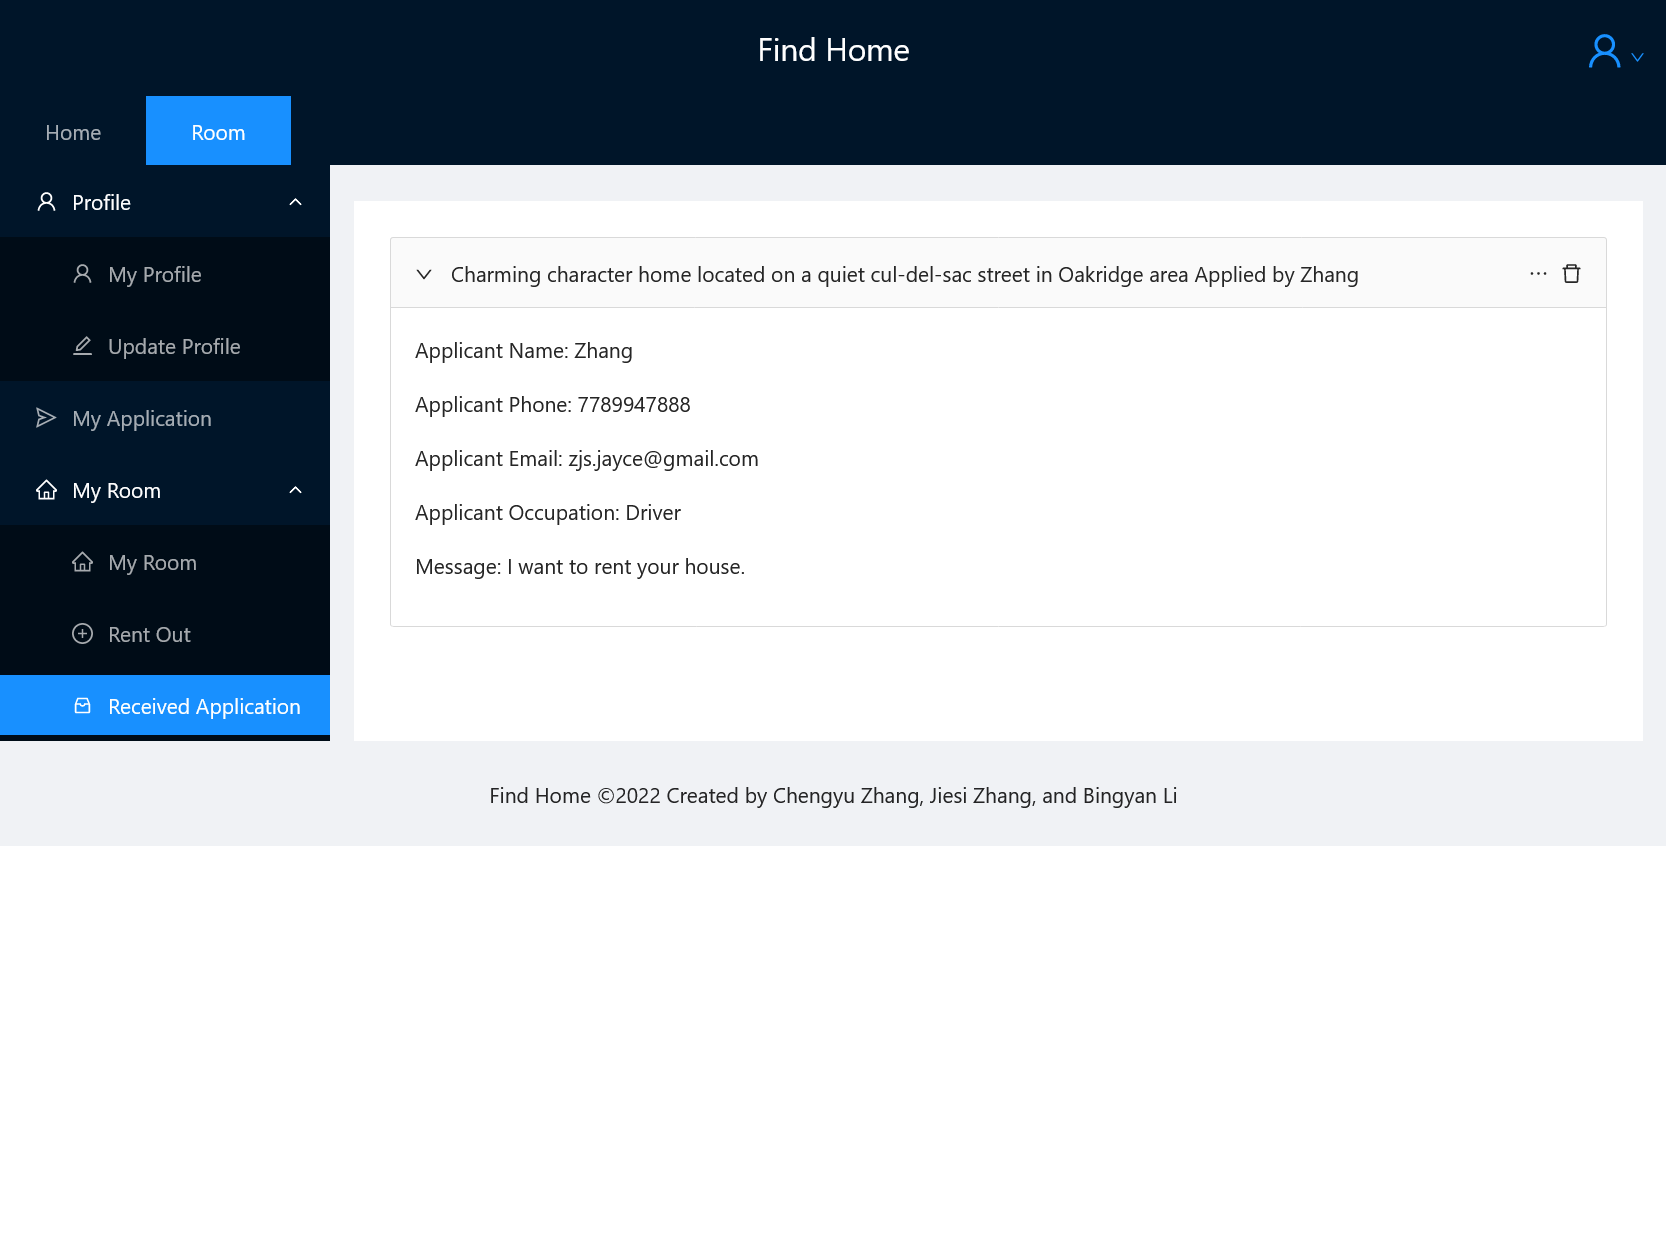 Find Home
Home
Room
Profile
My Profile
Update Profile
My Application
My Room
My Room
Rent Out
Received Application
Charming character home located on a quiet cul-del-sac street in Oakridge area Applied by Zhang
Applicant Name: Zhang
Applicant Phone: 7789947888
Applicant Email: zjs.jayce@gmail.com
Applicant Occupation: Driver
Message: I want to rent your house.
Find Home ©2022 Created by Chengyu Zhang, Jiesi Zhang, and Bingyan Li